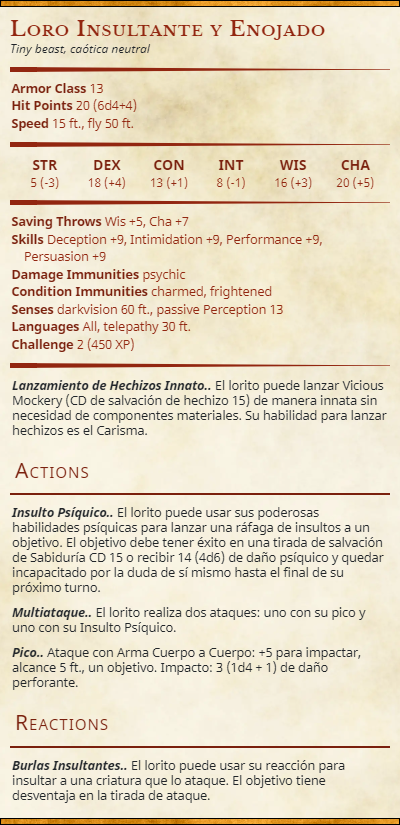 Loro Insultante y Enojado
Tiny beast, caótica neutral
Armor Class 13
Hit Points 20 (6d4+4)
Speed 15 ft., fly 50 ft.
STR DEX CON INT WIS CHA
5 (-3) 18 (+4) 13 (+1) 8 (-1) 16 (+3) 20 (+5)
Saving Throws Wis +5, Cha +7
Skills Deception +9, Intimidation +9, Performance +9,
Persuasion +9
Damage Immunities psychic
Condition Immunities charmed, frightened
Senses darkvision 60 ft., passive Perception 13
Languages All, telepathy 30 ft.
Challenge 2 (450 XP)
Lanzamiento de Hechizos Innato.. El lorito puede lanzar Vicious
Mockery (CD de salvación de hechizo 15) de manera innata sin
necesidad de componentes materiales. Su habilidad para lanzar
hechizos es el Carisma.
Actions
Insulto Psíquico.. El lorito puede usar sus poderosas
habilidades psíquicas para lanzar una ráfaga de insultos a un
objetivo. El objetivo debe tener éxito en una tirada de salvación
de Sabiduría CD 15 o recibir 14 (4d6) de daño psíquico y quedar
incapacitado por la duda de sí mismo hasta el final de su
próximo turno.
Multiataque.. El lorito realiza dos ataques: uno con su pico y
uno con su Insulto Psíquico.
Pico.. Ataque con Arma Cuerpo a Cuerpo: +5 para impactar,
alcance 5 ft., un objetivo. Impacto: 3 (1d4 + 1) de daño
perforante.
Reactions
Burlas Insultantes.. El lorito puede usar su reacción para
insultar a una criatura que lo ataque. El objetivo tiene
desventaja en la tirada de ataque.